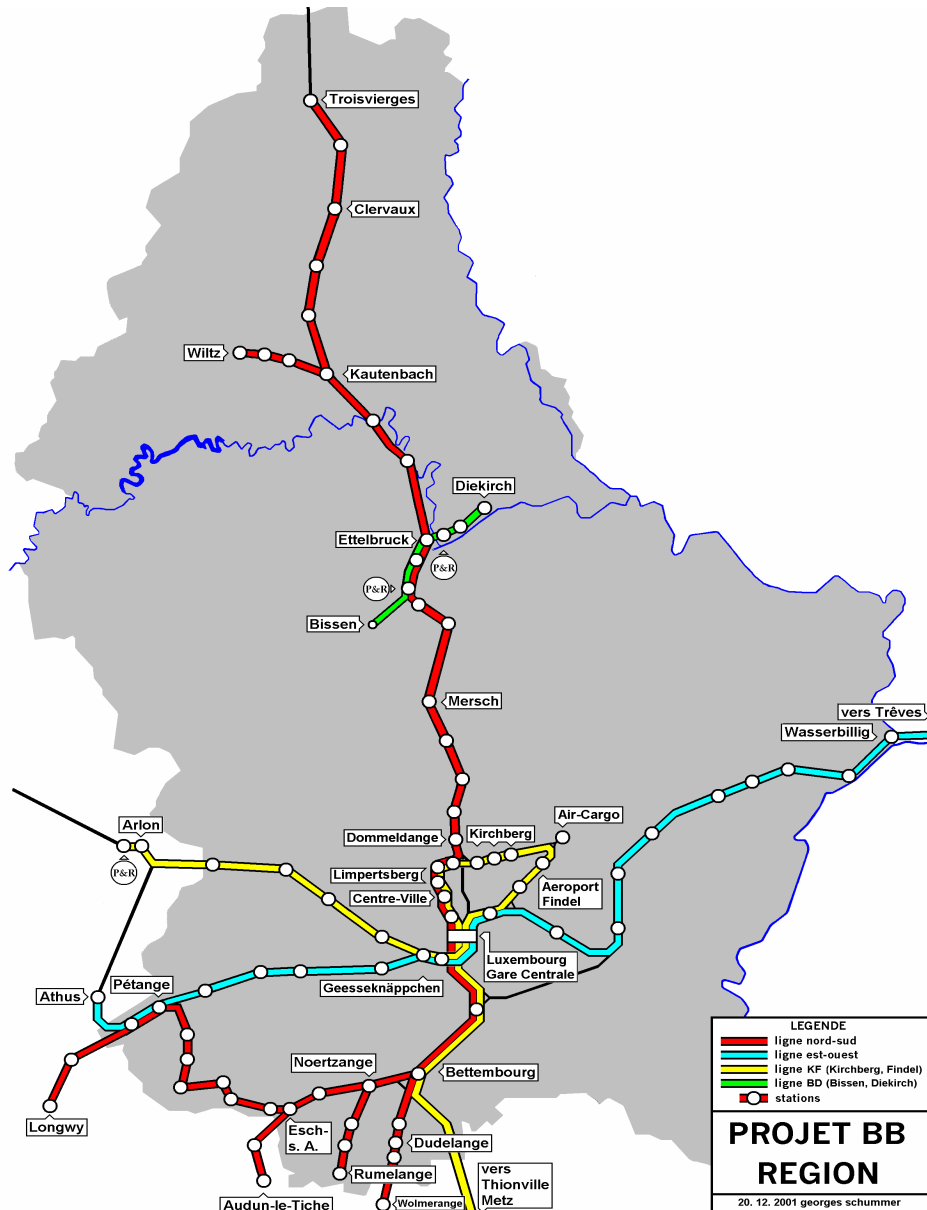 Troisvierges
Clervaux
Wiltz
Kautenbach
Diekirch
Ettelbruck
P&R
P&R
Bissen
Mersch
vers Trêves
Wasserbillig
Air-Cargo
Arlon
Kirchberg
Dommeldange
P&R
Limpertsberg
Aeroport
Findel
Centre-Ville
Luxembourg
Gare Centrale
Pétange
Geesseknäppchen
Athus
LEGENDE
ligne nord-sud
ligne est-ouest
ligne KF (Kirchberg, Findel)
ligne BD (Bissen, Diekirch)
stations
Noertzange
Bettembourg
Longwy
Esch-
s. A.
Dudelange
PROJET BB
REGION
Rumelange
vers
Thionville
Metz
Audun-le-Tiche
Wolmerange
20. 12. 2001 georges schummer